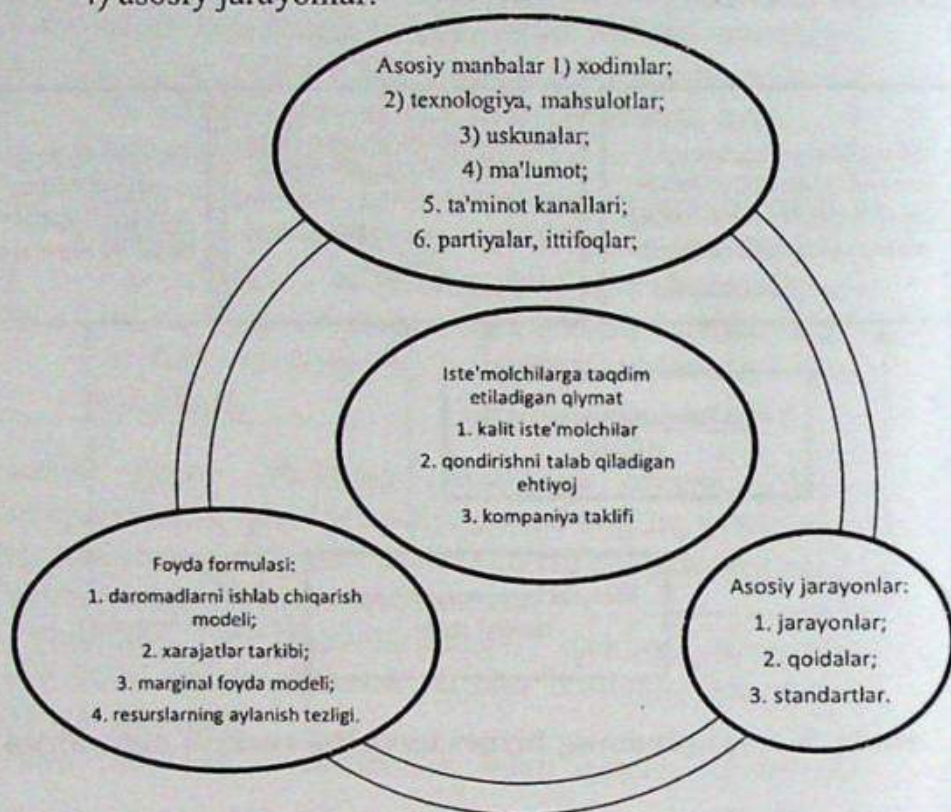 4) asosiy jarayonlar.
Asosiy manbalar 1) xodimlar;
2) texnologiya, mahsulotlar;
3) uskunalar;
4) ma'lumot;
5. ta'minot kanallari;
6. partiyalar, ittifoqlar;
Iste'molchilarga taqdim
etiladigan qiymat
1. kalit iste'molchilar
2. qondirishni talab qiladigan
ehtiyoj
3. kompaniya taklifi
Foyda formulasi:
1. daromadlarni ishlab chiqarish
modeli;
2. xarajatlar tarkibi;
3. marginal foyda modeli;
4. resurslarning aylanish tezligi.
Asosiy jarayonlar:
1. jarayonlar;
2. qoidalar;
3. standartlar.